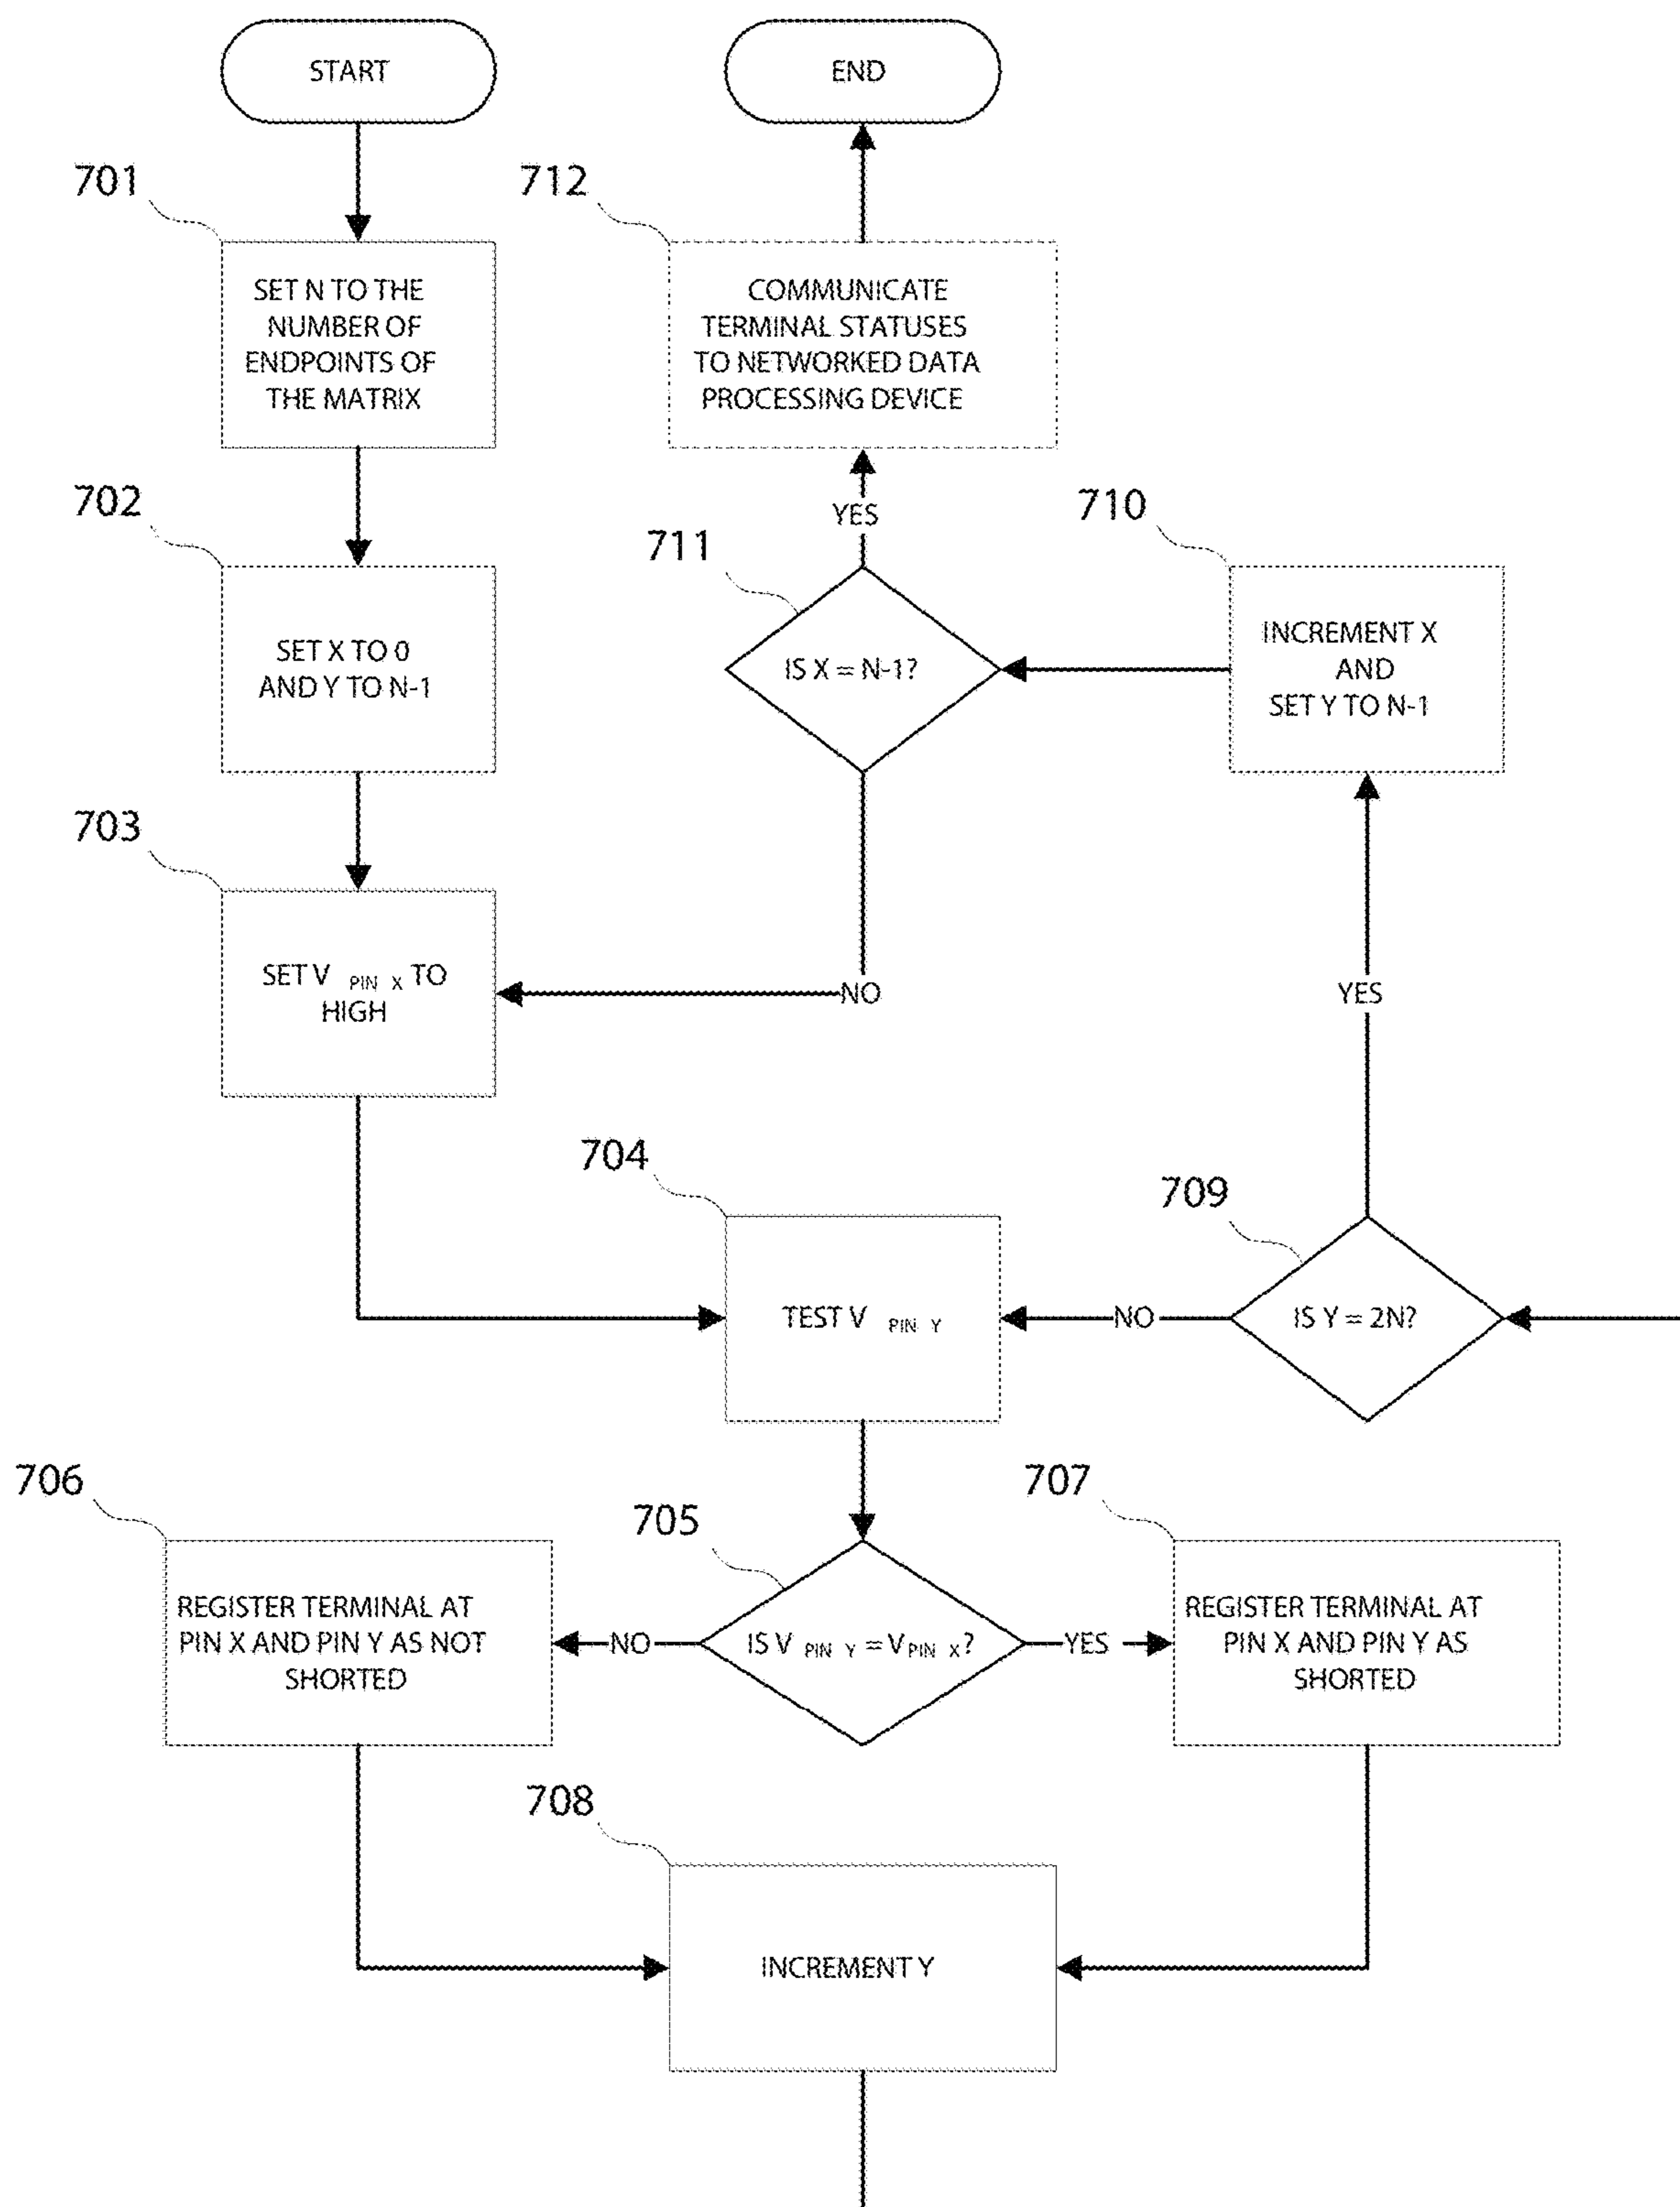 START
END
701
712
SET N TO THE
NUMBER OF
ENDPOINTS OF
THE MATRIX
COMMUNICATE
TERMINAL STATUSES
TO NETWORKED DATA
PROCESSING DEVICE
702
YES
711
710
SET X TO 0
AND Y TO N-1
IS X = N-1?
INCREMENT X
AND
SET Y TO N-1
703
SET V PIN X TO
HIGH
NO
YES
704
709
TEST V PIN Y
NO
IS Y = 2N?
706
705
707
REGISTER TERMINAL AT
PIN X AND PIN Y AS NOT
SHORTED
NO
IS V PIN Y = V PIN X?
YES
REGISTER TERMINAL AT
PIN X AND PIN Y AS
SHORTED
708
INCREMENT Y